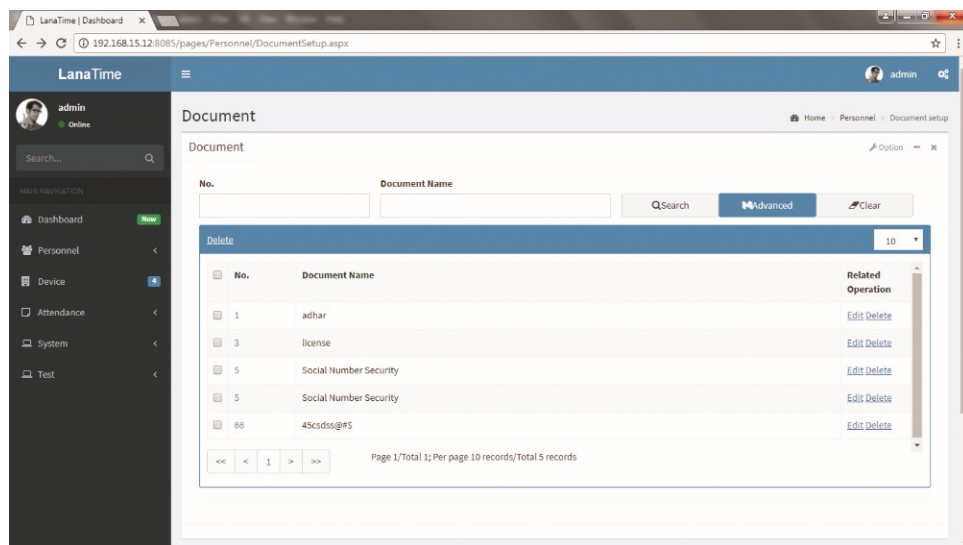 LanaTime | Dashboard
192.168.15.12:8085/pages/Personnel/DocumentSetup.aspx
LanaTime
admin
admin
Online
Document
Home > Personnel > Document setup
Search...
Document
Option
MAIN NAVIGATION
No. Document Name
Search Advanced Clear
Dashboard New
Personnel
Device 4
Attendance
System
Test
Delete 10
No. Document Name Related Operation
1 adhar Edit Delete
3 license Edit Delete
5 Social Number Security Edit Delete
5 Social Number Security Edit Delete
66 45csdss@#$ Edit Delete
<< < 1 > >> Page 1/Total 1; Per page 10 records/Total 5 records